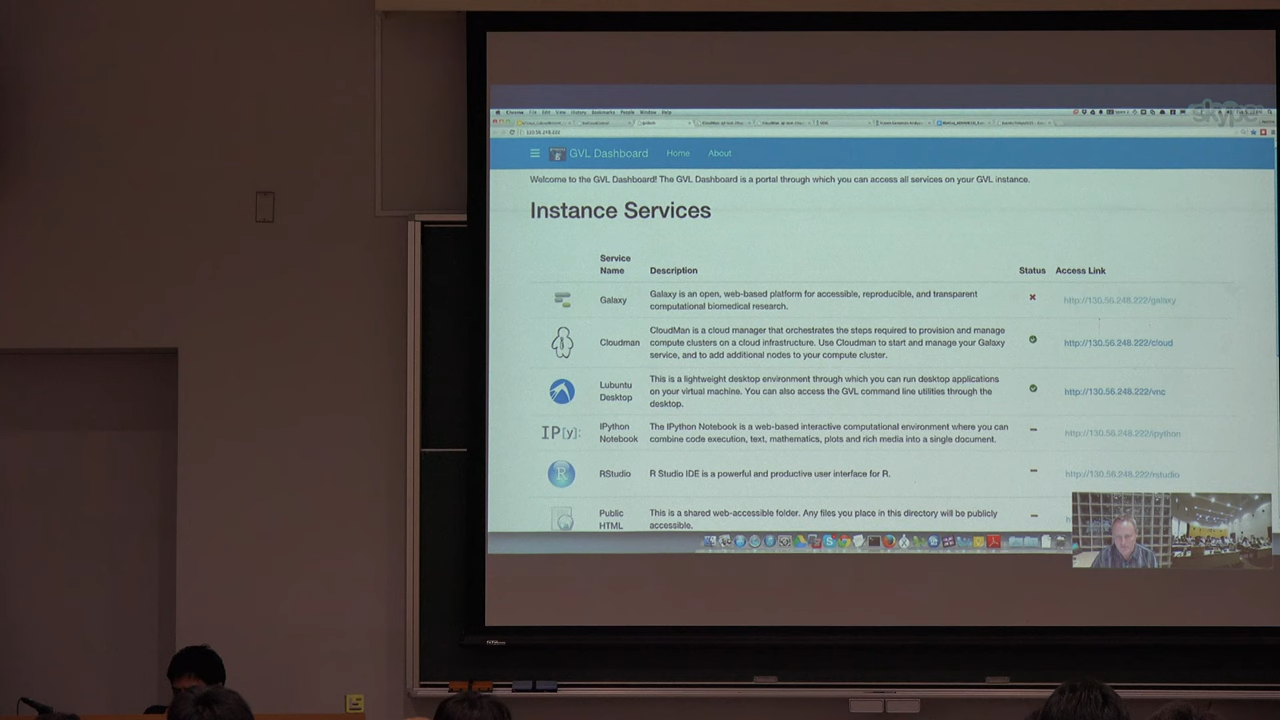 skype
Chrome File Edit View History Bookmarks People Window Help
GVL Dashboard Home About
Welcome to the GVL Dashboard! The GVL Dashboard is a portal through which you can access all services on your GVL instance.
Instance Services
Service
Name
Description
Status
Access Link
Galaxy
Galaxy is an open, web-based platform for accessible, reproducible, and transparent
computational biomedical research.
http://130.56.248.222/galaxy
Cloudman
CloudMan is a cloud manager that orchestrates the steps required to provision and manage
compute clusters on a cloud infrastructure. Use Cloudman to start and manage your Galaxy
service, and to add additional nodes to your compute cluster.
http://130.56.248.222/cloud
Lubuntu
Desktop
This is a lightweight desktop environment through which you can run desktop applications
on your virtual machine. You can also access the GVL command line utilities through the
desktop.
http://130.56.248.222/vnc
IP[y]:
IPython
Notebook
The IPython Notebook is a web-based interactive computational environment where you can
combine code execution, text, mathematics, plots and rich media into a single document.
http://130.56.248.222/ipython
R
RStudio
R Studio IDE is a powerful and productive user interface for R.
http://130.56.248.222/rstudio
Public
HTML
This is a shared web-accessible folder. Any files you place in this directory will be publicly
accessible.